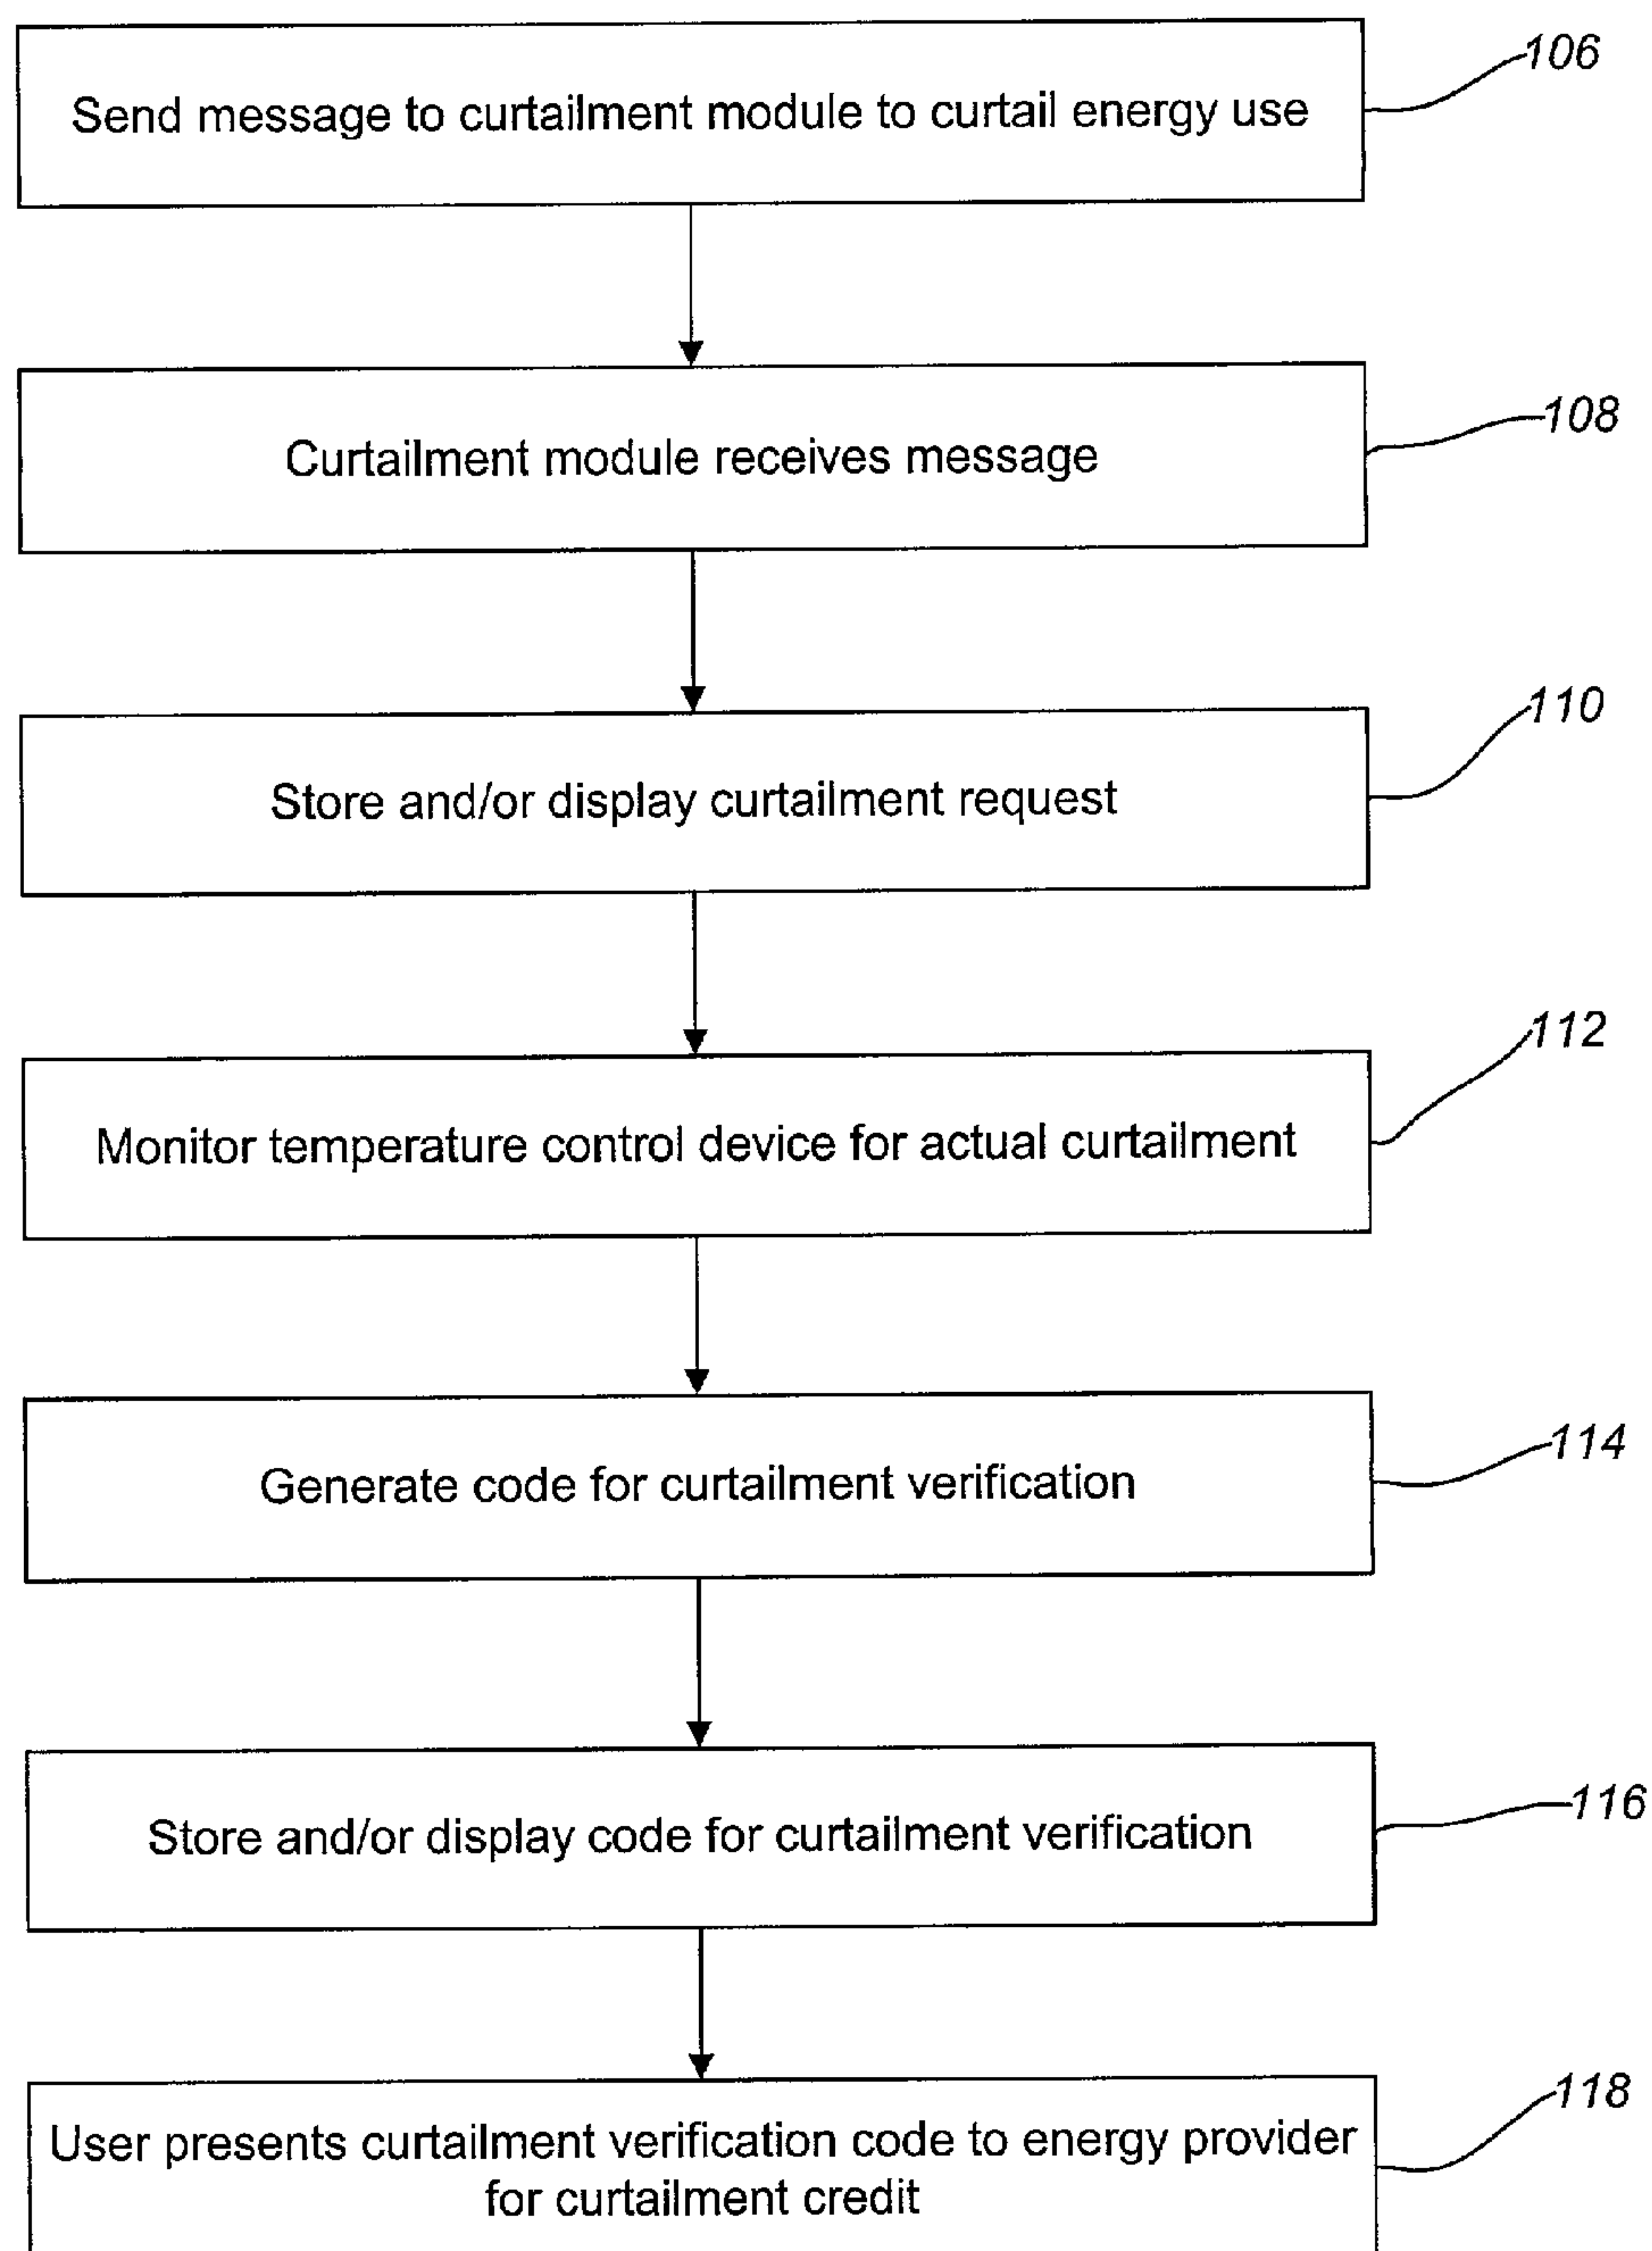 Send message to curtailment module to curtail energy use
106
Curtailment module receives message
108
Store and/or display curtailment request
110
Monitor temperature control device for actual curtailment
112
Generate code for curtailment verification
114
Store and/or display code for curtailment verification
116
User presents curtailment verification code to energy provider
for curtailment credit
118